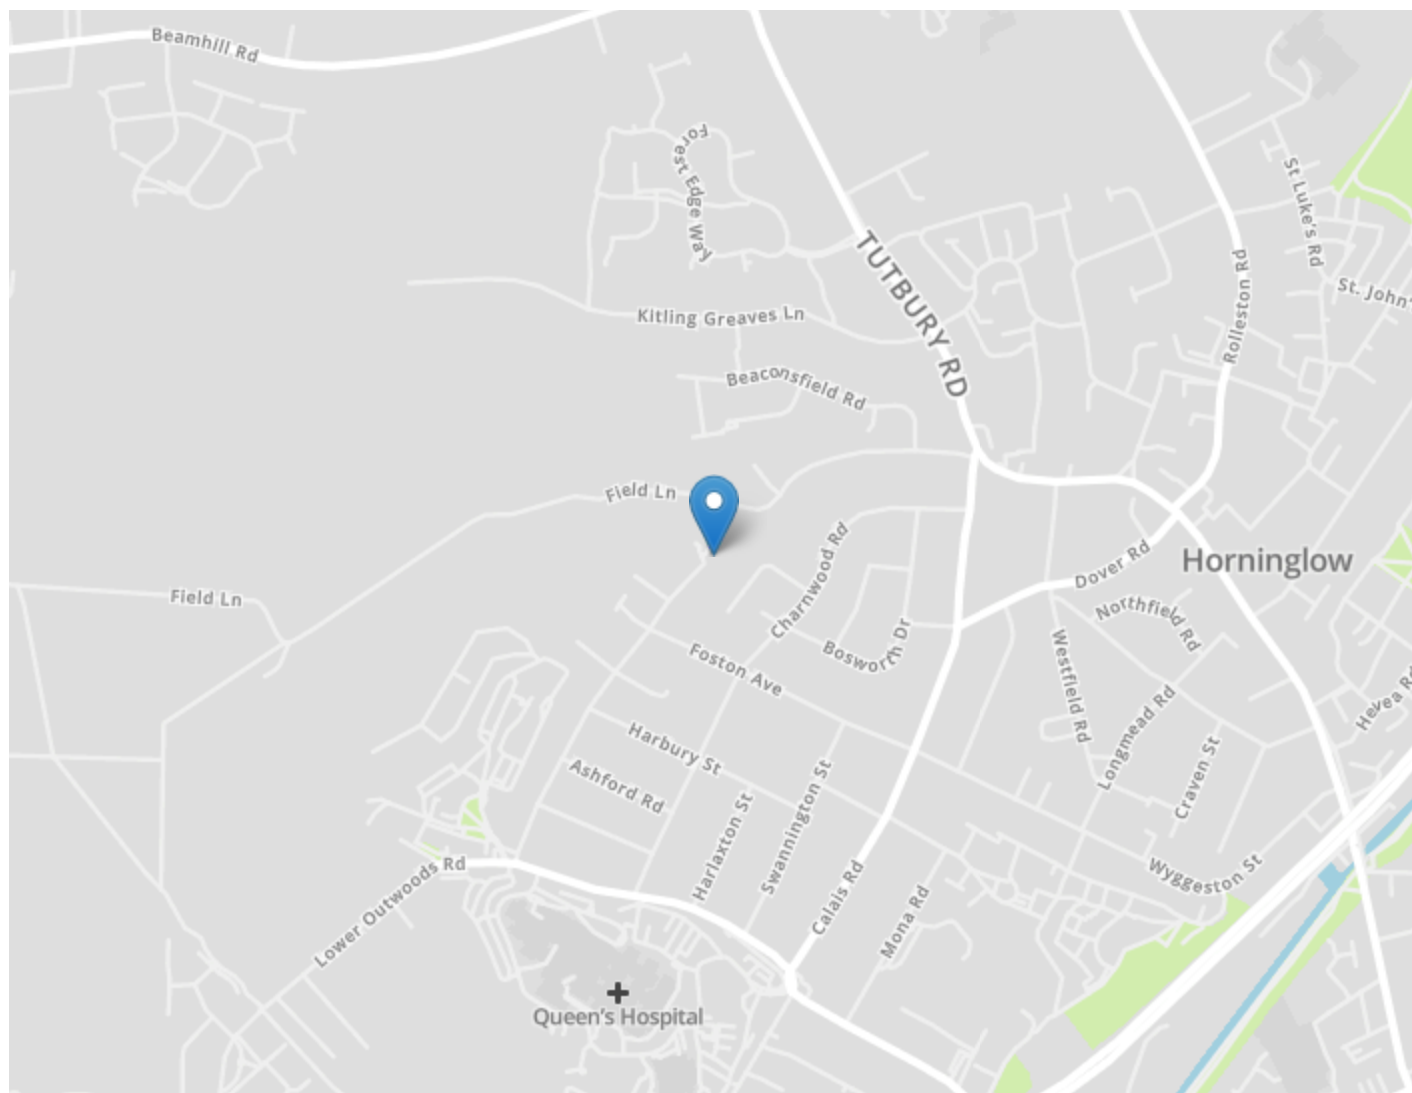 Beamhill Rd
Forest Edge Way
St Luke's Rd
TUTBURY RD
Rolleston Rd
St. John'
Kitling Greaves Ln
Beaconsfield Rd
Field Ln
Charnwood Rd
Dover Rd
Horninglow
Field Ln
Northfield Rd
Bosworth Dr
Westfield Rd
Foston Ave
Longmead Rd
Hevea Rd
Harbury St
Craven St
Ashford Rd
Swannington St
Harlaxton St
Lower Outwoods Rd
Wyggeston St
Calais Rd
Mona Rd
Queen's Hospital